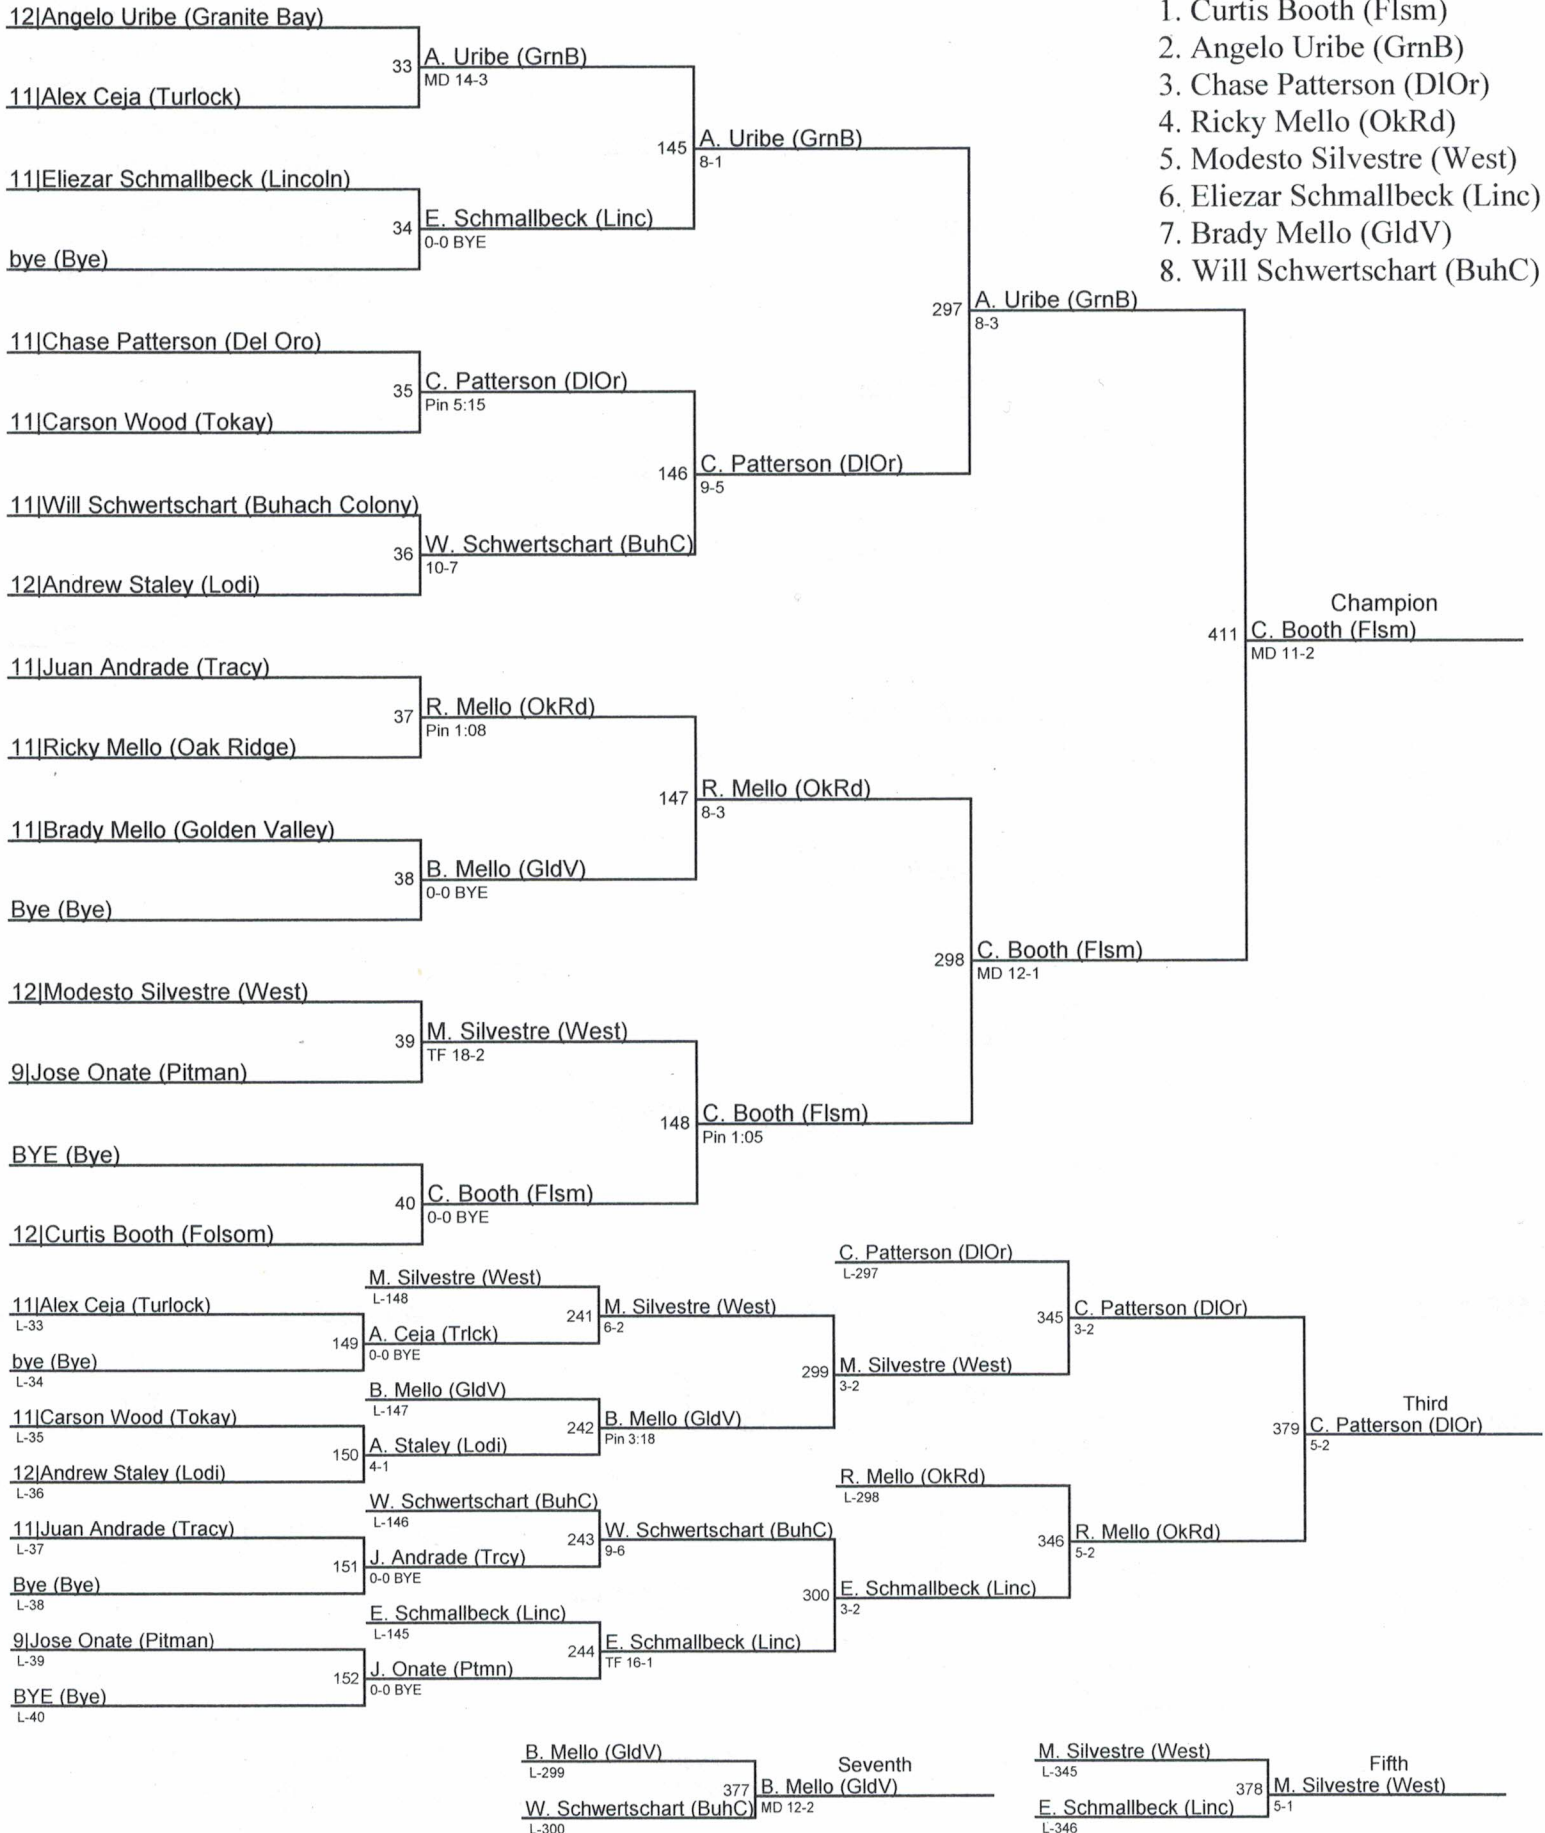 1. Curtis Booth (Flsm)
2. Angelo Uribe (GrnB)
3. Chase Patterson (DlOr)
4. Ricky Mello (OkRd)
5. Modesto Silvestre (West)
6. Eliezar Schmallbeck (Linc)
7. Brady Mello (GldV)
8. Will Schwertschart (BuhC)
12|Angelo Uribe (Granite Bay)
33
A. Uribe (GrnB)
MD 14-3
11|Alex Ceja (Turlock)
145
A. Uribe (GrnB)
8-1
11|Eliezar Schmallbeck (Lincoln)
34
E. Schmallbeck (Linc)
0-0 BYE
bye (Bye)
297
A. Uribe (GrnB)
8-3
11|Chase Patterson (Del Oro)
35
C. Patterson (DlOr)
Pin 5:15
11|Carson Wood (Tokay)
146
C. Patterson (DlOr)
9-5
11|Will Schwertschart (Buhach Colony)
36
W. Schwertschart (BuhC)
10-7
12|Andrew Staley (Lodi)
Champion
411
C. Booth (Flsm)
MD 11-2
11|Juan Andrade (Tracy)
37
R. Mello (OkRd)
Pin 1:08
11|Ricky Mello (Oak Ridge)
147
R. Mello (OkRd)
8-3
11|Brady Mello (Golden Valley)
38
B. Mello (GldV)
0-0 BYE
Bye (Bye)
298
C. Booth (Flsm)
MD 12-1
12|Modesto Silvestre (West)
39
M. Silvestre (West)
TF 18-2
9|Jose Onate (Pitman)
148
C. Booth (Flsm)
Pin 1:05
BYE (Bye)
40
C. Booth (Flsm)
0-0 BYE
12|Curtis Booth (Folsom)
C. Patterson (DlOr)
L-297
M. Silvestre (West)
L-148
11|Alex Ceja (Turlock)
L-33
241
M. Silvestre (West)
6-2
345
C. Patterson (DlOr)
3-2
149
A. Ceja (Trlck)
0-0 BYE
bye (Bye)
L-34
299
M. Silvestre (West)
3-2
B. Mello (GldV)
L-147
11|Carson Wood (Tokay)
L-35
242
B. Mello (GldV)
Pin 3:18
Third
379
C. Patterson (DlOr)
5-2
150
A. Staley (Lodi)
4-1
12|Andrew Staley (Lodi)
L-36
R. Mello (OkRd)
L-298
W. Schwertschart (BuhC)
L-146
11|Juan Andrade (Tracy)
L-37
243
W. Schwertschart (BuhC)
9-6
346
R. Mello (OkRd)
5-2
151
J. Andrade (Trcy)
0-0 BYE
Bye (Bye)
L-38
300
E. Schmallbeck (Linc)
3-2
E. Schmallbeck (Linc)
L-145
9|Jose Onate (Pitman)
L-39
244
E. Schmallbeck (Linc)
TF 16-1
152
J. Onate (Ptmn)
0-0 BYE
BYE (Bye)
L-40
B. Mello (GldV)
L-299
Seventh
377
B. Mello (GldV)
MD 12-2
W. Schwertschart (BuhC)
L-300
M. Silvestre (West)
L-345
Fifth
378
M. Silvestre (West)
5-1
E. Schmallbeck (Linc)
L-346